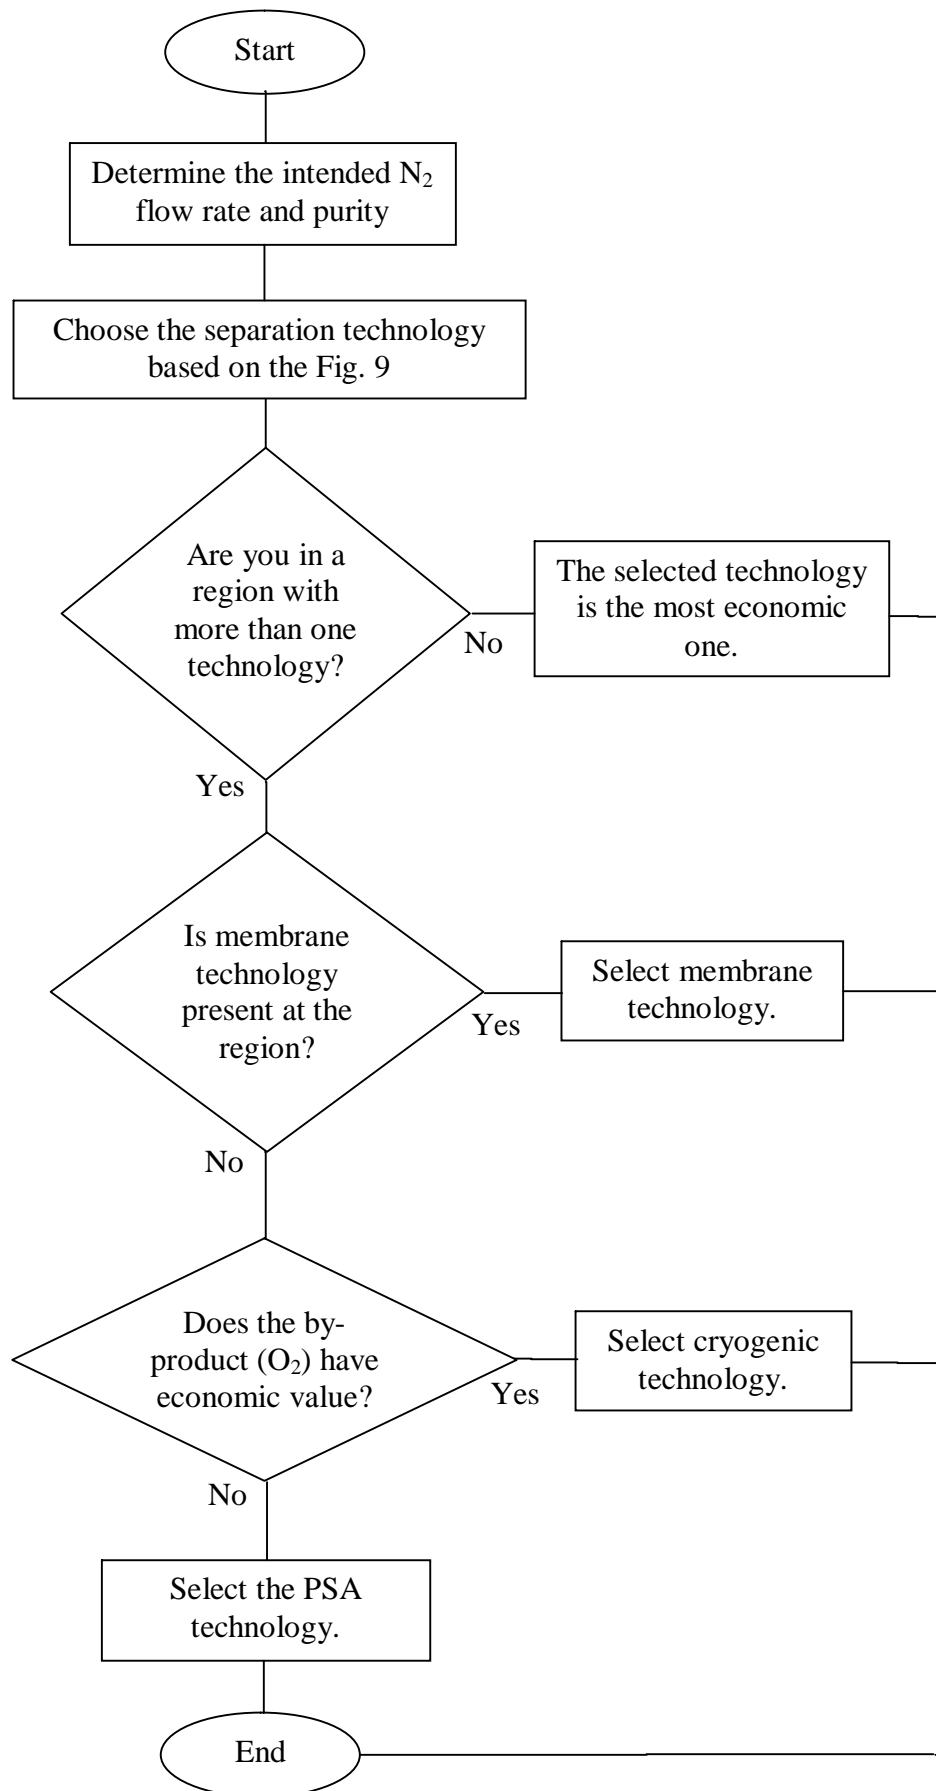 Start
Determine the intended N₂
flow rate and purity
Choose the separation technology
based on the Fig. 9
Are you in a
region with
more than one
technology?
No
The selected technology
is the most economic
one.
Yes
Is membrane
technology
present at the
region?
Yes
Select membrane
technology.
No
Does the by-
product (O₂) have
economic value?
Yes
Select cryogenic
technology.
No
Select the PSA
technology.
End